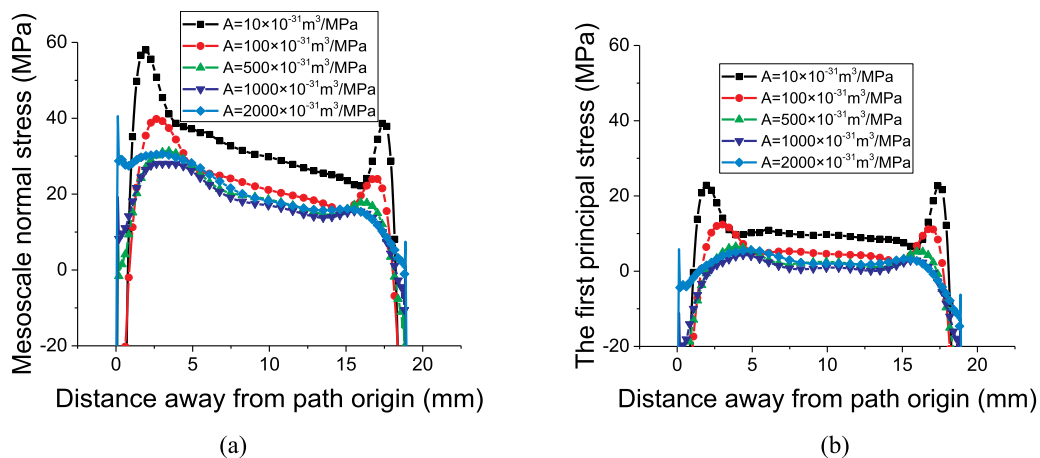 Mesoscale normal stress (MPa)
60
40
20
0
-20
0
5
10
15
20
A=10×10⁻³¹m³/MPa
A=100×10⁻³¹m³/MPa
A=500×10⁻³¹m³/MPa
A=1000×10⁻³¹m³/MPa
A=2000×10⁻³¹m³/MPa
Distance away from path origin (mm)
(a)
The first principal stress (MPa)
60
40
20
0
-20
0
5
10
15
20
A=10×10⁻³¹m³/MPa
A=100×10⁻³¹m³/MPa
A=500×10⁻³¹m³/MPa
A=1000×10⁻³¹m³/MPa
A=2000×10⁻³¹m³/MPa
Distance away from path origin (mm)
(b)